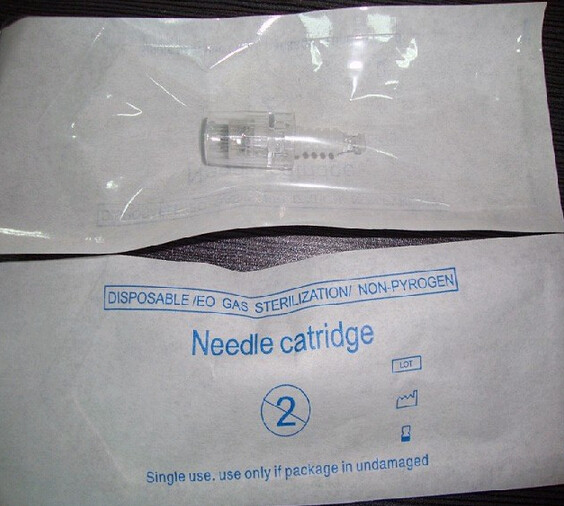 DISPOSABLE/EO GAS STERILIZATION/ NON-PYROGEN
Needle catridge
LOT
2
Single use, use only if package in undamaged